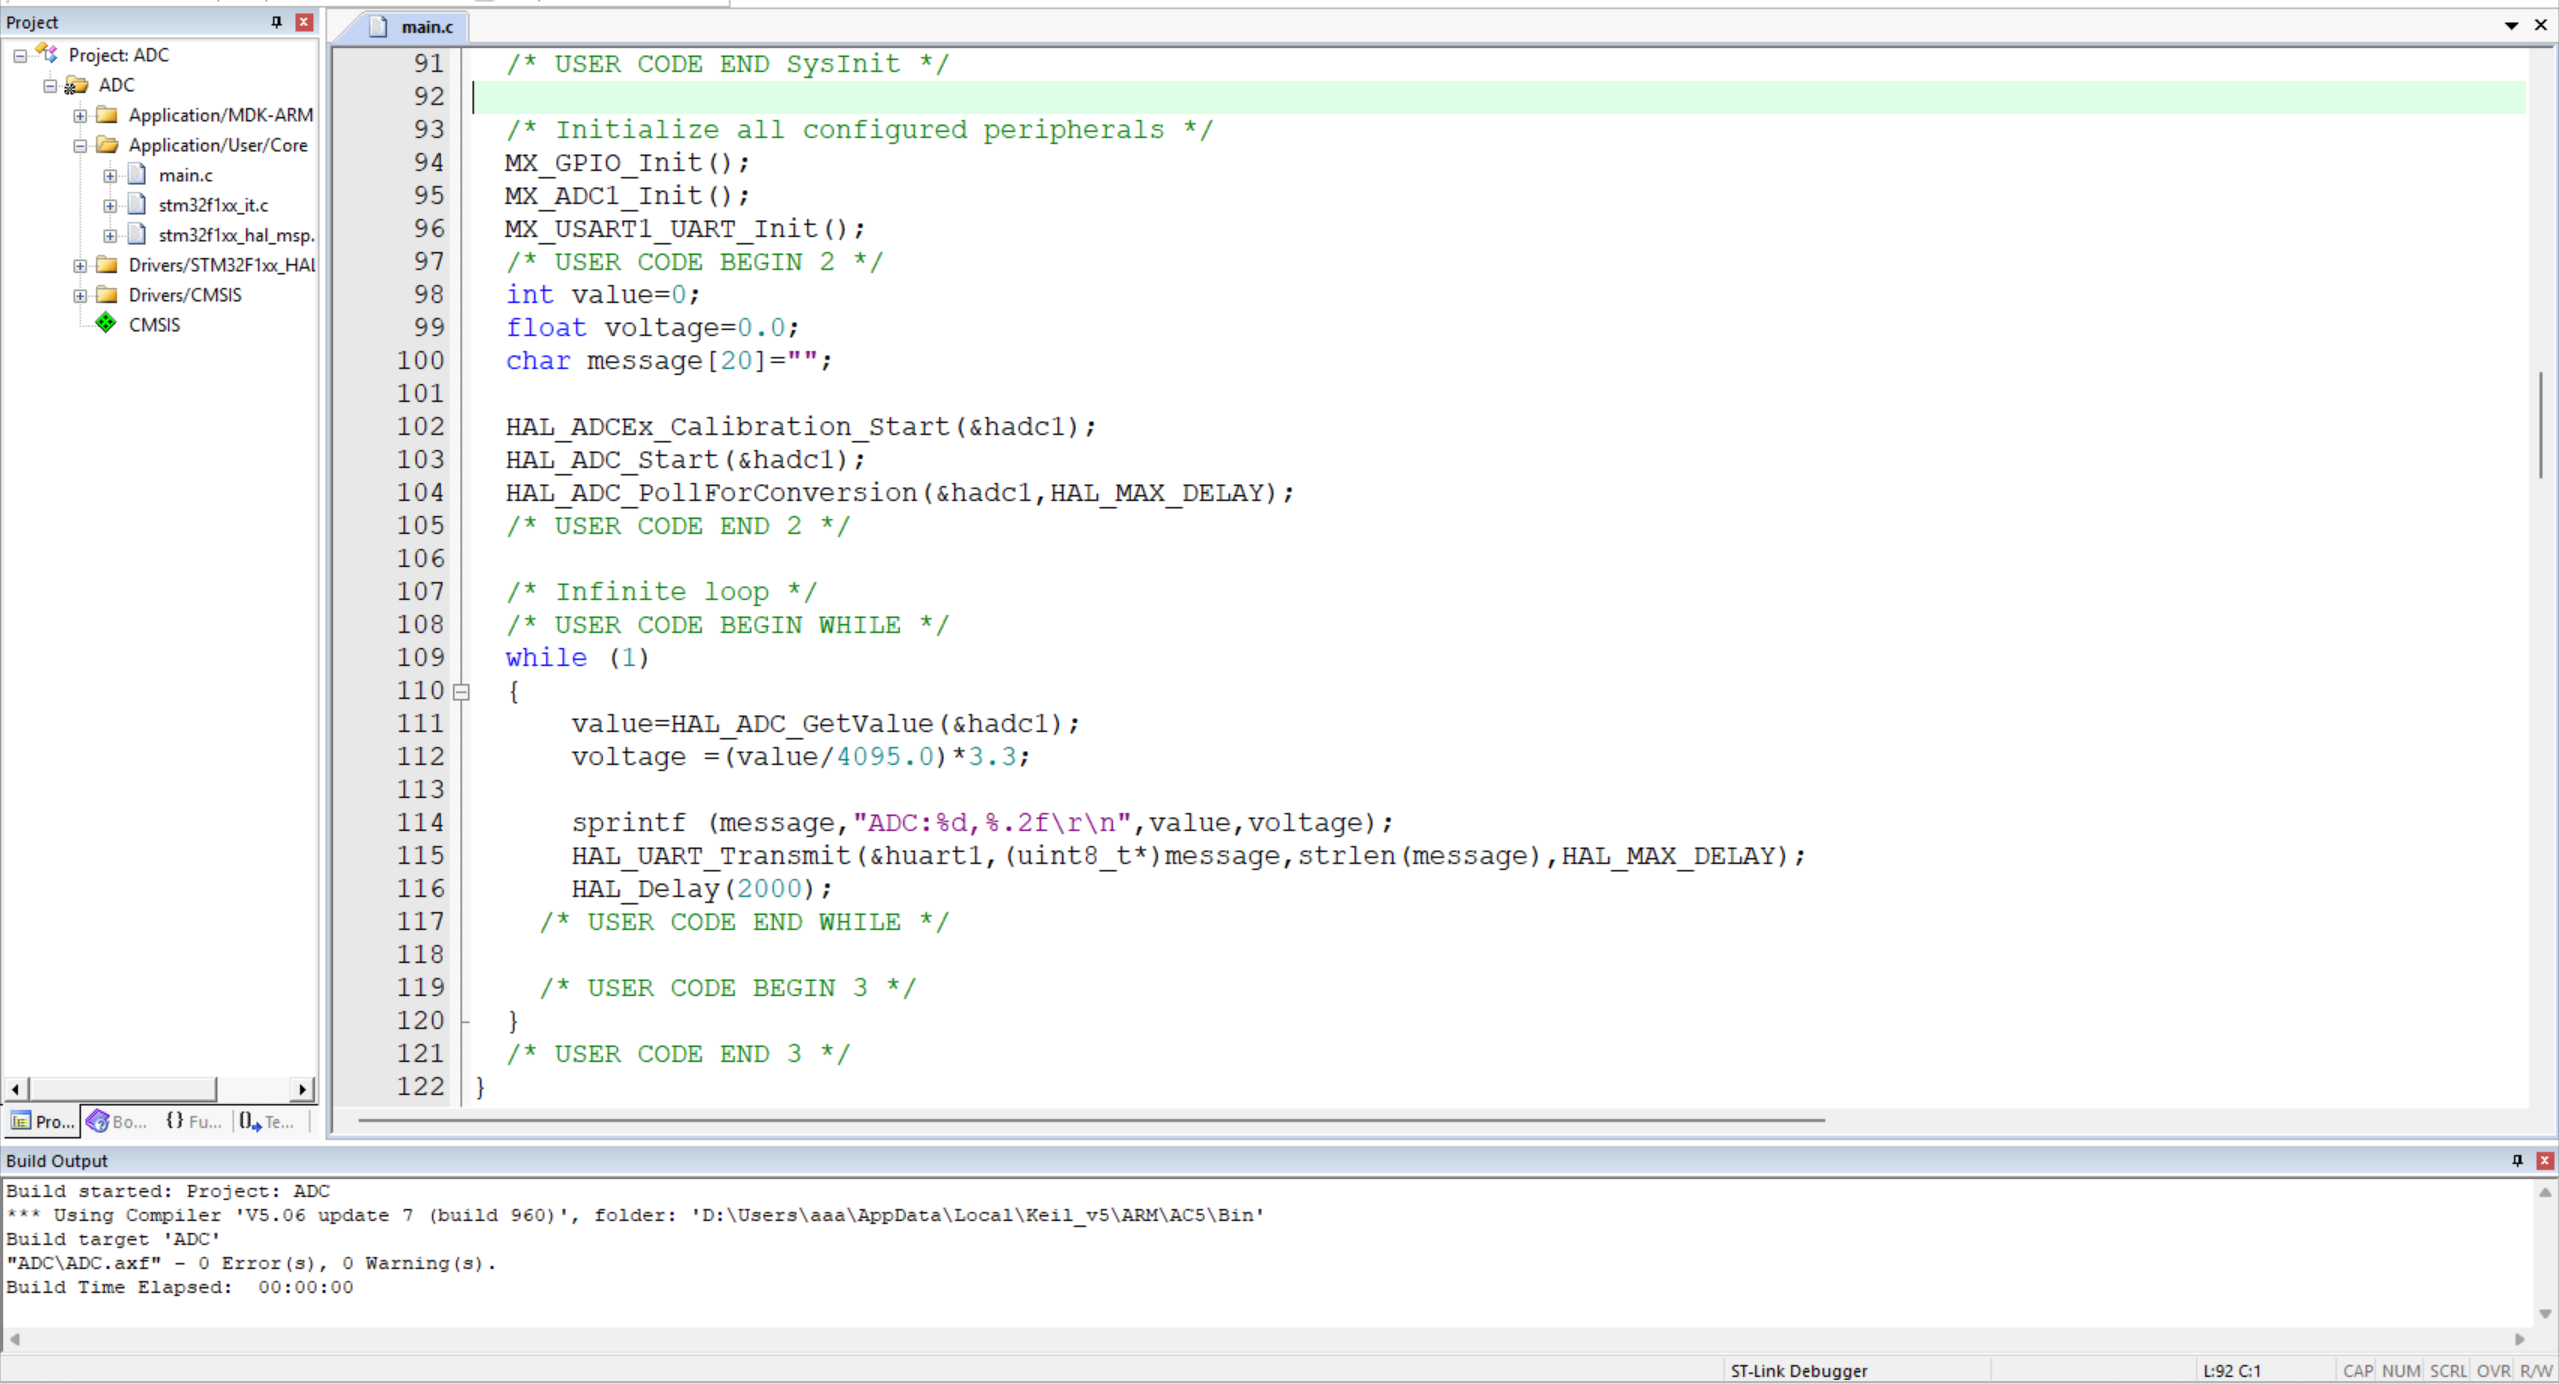 Project
Project: ADC
ADC
Application/MDK-ARM
Application/User/Core
main.c
stm32f1xx_it.c
stm32f1xx_hal_msp.
Drivers/STM32F1xx_HAL
Drivers/CMSIS
CMSIS
Pro... Bo... {} Fu... Te...
main.c
91 /* USER CODE END SysInit */
92
93 /* Initialize all configured peripherals */
94 MX_GPIO_Init();
95 MX_ADC1_Init();
96 MX_USART1_UART_Init();
97 /* USER CODE BEGIN 2 */
98 int value=0;
99 float voltage=0.0;
100 char message[20]="";
101
102 HAL_ADCEx_Calibration_Start(&hadc1);
103 HAL_ADC_Start(&hadc1);
104 HAL_ADC_PollForConversion(&hadc1,HAL_MAX_DELAY);
105 /* USER CODE END 2 */
106
107 /* Infinite loop */
108 /* USER CODE BEGIN WHILE */
109 while (1)
110 {
111 value=HAL_ADC_GetValue(&hadc1);
112 voltage =(value/4095.0)*3.3;
113
114 sprintf (message,"ADC:%d,%.2f\r\n",value,voltage);
115 HAL_UART_Transmit(&huart1,(uint8_t*)message,strlen(message),HAL_MAX_DELAY);
116 HAL_Delay(2000);
117 /* USER CODE END WHILE */
118
119 /* USER CODE BEGIN 3 */
120 }
121 /* USER CODE END 3 */
122 }
Build Output
Build started: Project: ADC
*** Using Compiler 'V5.06 update 7 (build 960)', folder: 'D:\Users\aaa\AppData\Local\Keil_v5\ARM\AC5\Bin'
Build target 'ADC'
"ADC\ADC.axf" - 0 Error(s), 0 Warning(s).
Build Time Elapsed:  00:00:00
ST-Link Debugger L:92 C:1 CAP NUM SCRL OVR R/W